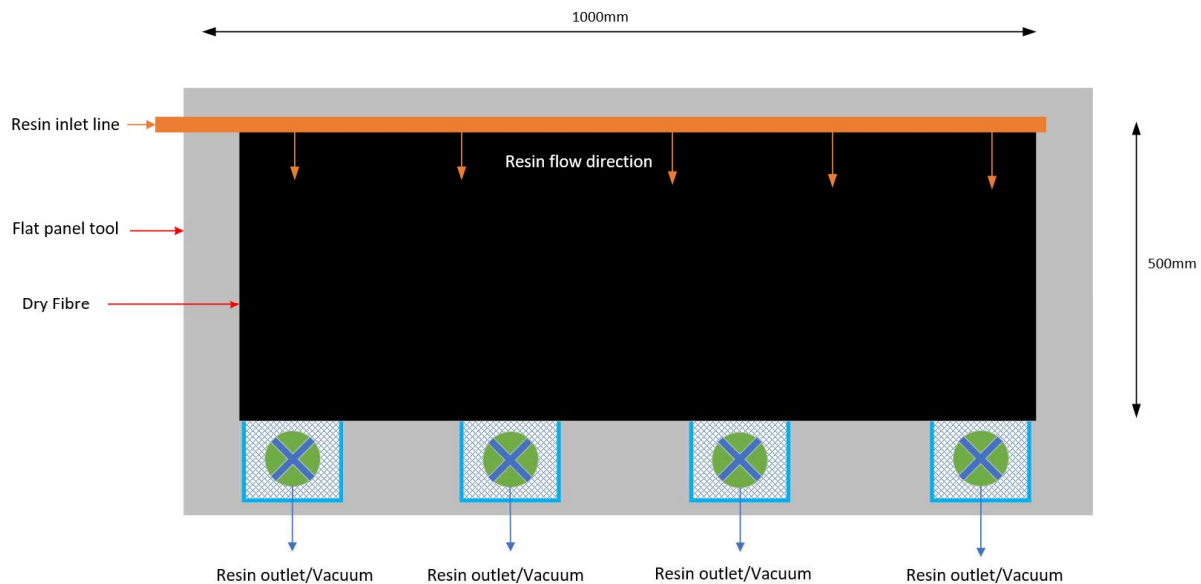 1000mm
Resin inlet line
Resin flow direction
Flat panel tool
500mm
Dry Fibre
Resin outlet/Vacuum
Resin outlet/Vacuum
Resin outlet/Vacuum
Resin outlet/Vacuum